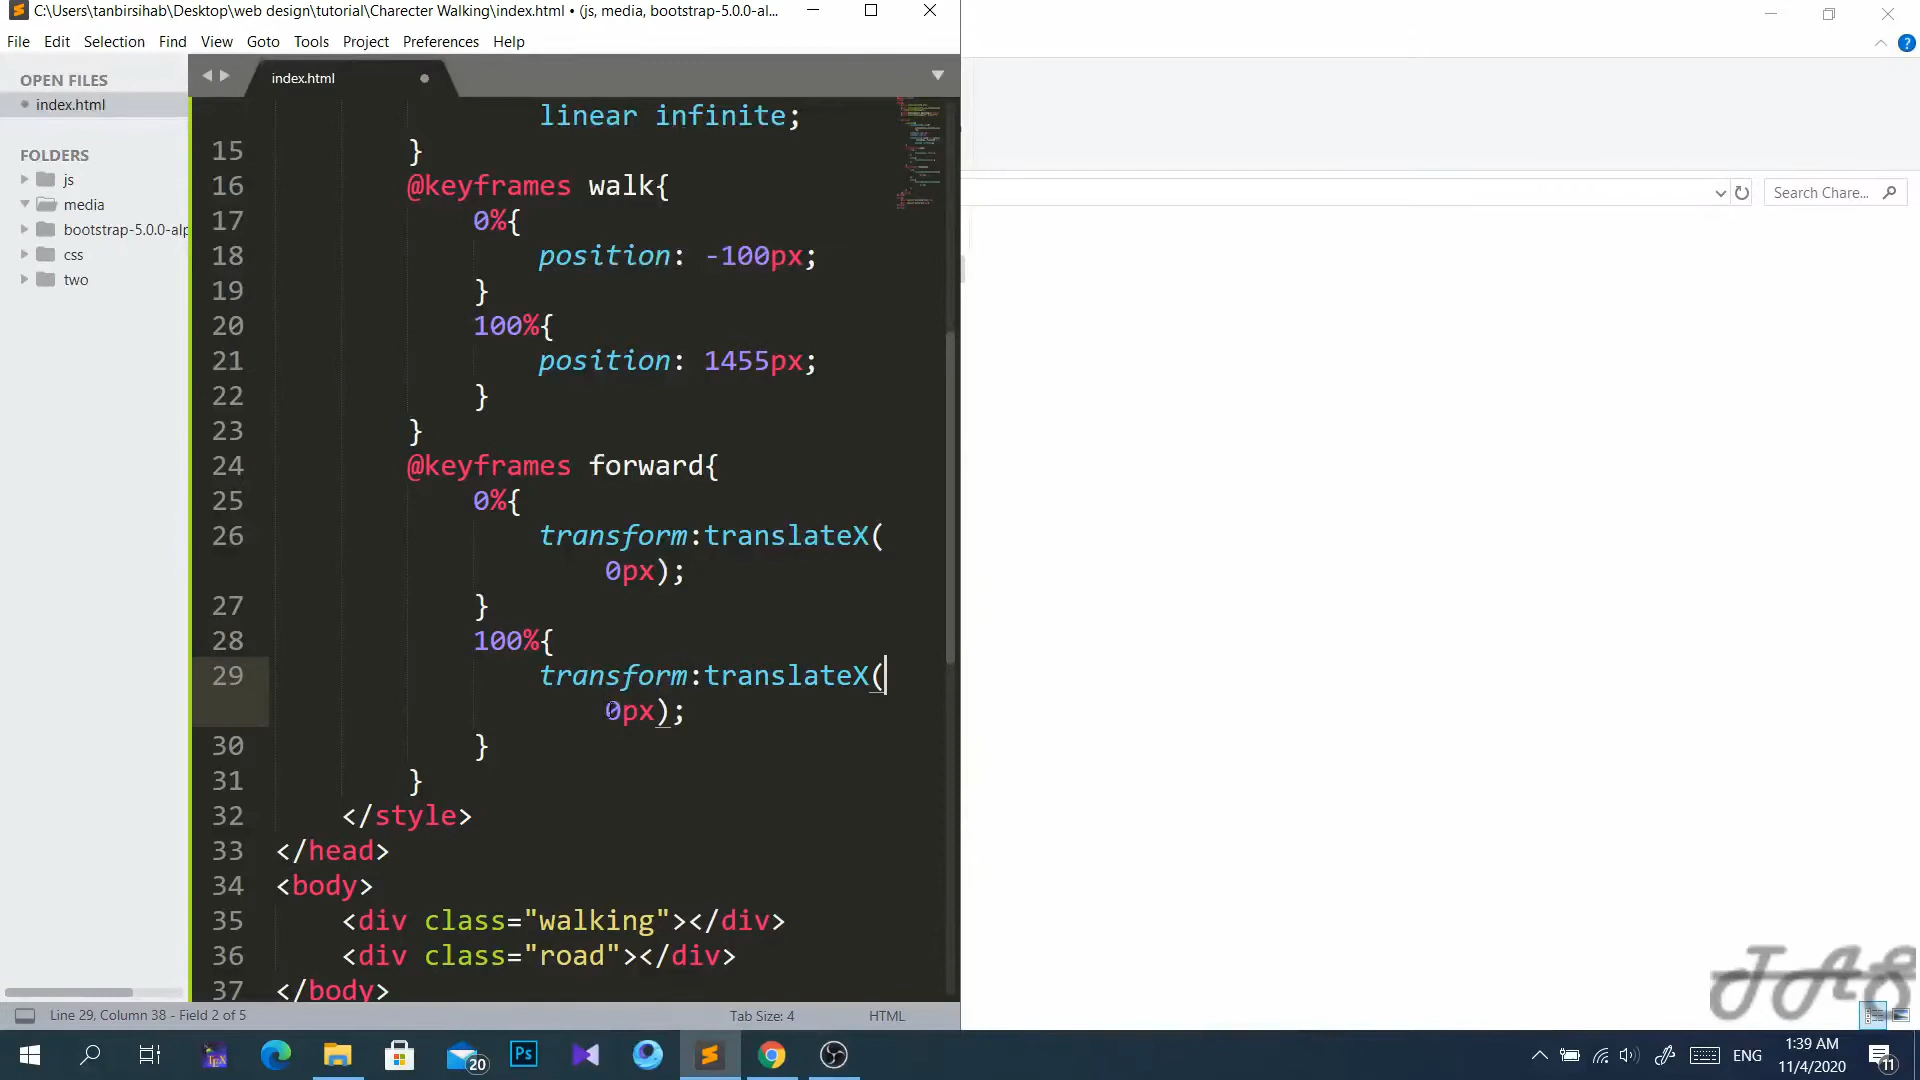 C:\Users\tanbirsihab\Desktop\web design\tutorial\Charecter Walking\index.html • (js, media, bootstrap-5.0.0-al...
File Edit Selection Find View Goto Tools Project Preferences Help
OPEN FILES
index.html
FOLDERS
js
media
bootstrap-5.0.0-alp
css
two
index.html
linear infinite;
15 }
16 @keyframes walk{
17 0%{
18 position: -100px;
19 }
20 100%{
21 position: 1455px;
22 }
23 }
24 @keyframes forward{
25 0%{
26 transform:translateX(
0px);
27 }
28 100%{
29 transform:translateX(
0px);
30 }
31 }
32 </style>
33 </head>
34 <body>
35 <div class="walking"></div>
36 <div class="road"></div>
37 </body>
Line 29, Column 38 - Field 2 of 5
Tab Size: 4
HTML
Search Chare...
?
JAS
TEX
20
Ps
ENG
1:39 AM
11/4/2020
11